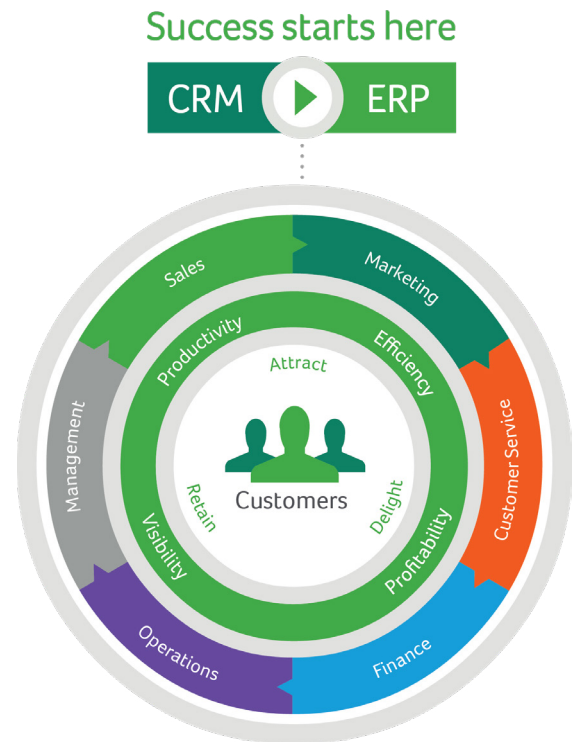 Success starts here
CRM
ERP
Sales
Marketing
Customer Service
Finance
Operations
Management
Productivity
Efficiency
Profitability
Visibility
Attract
Delight
Retain
Customers